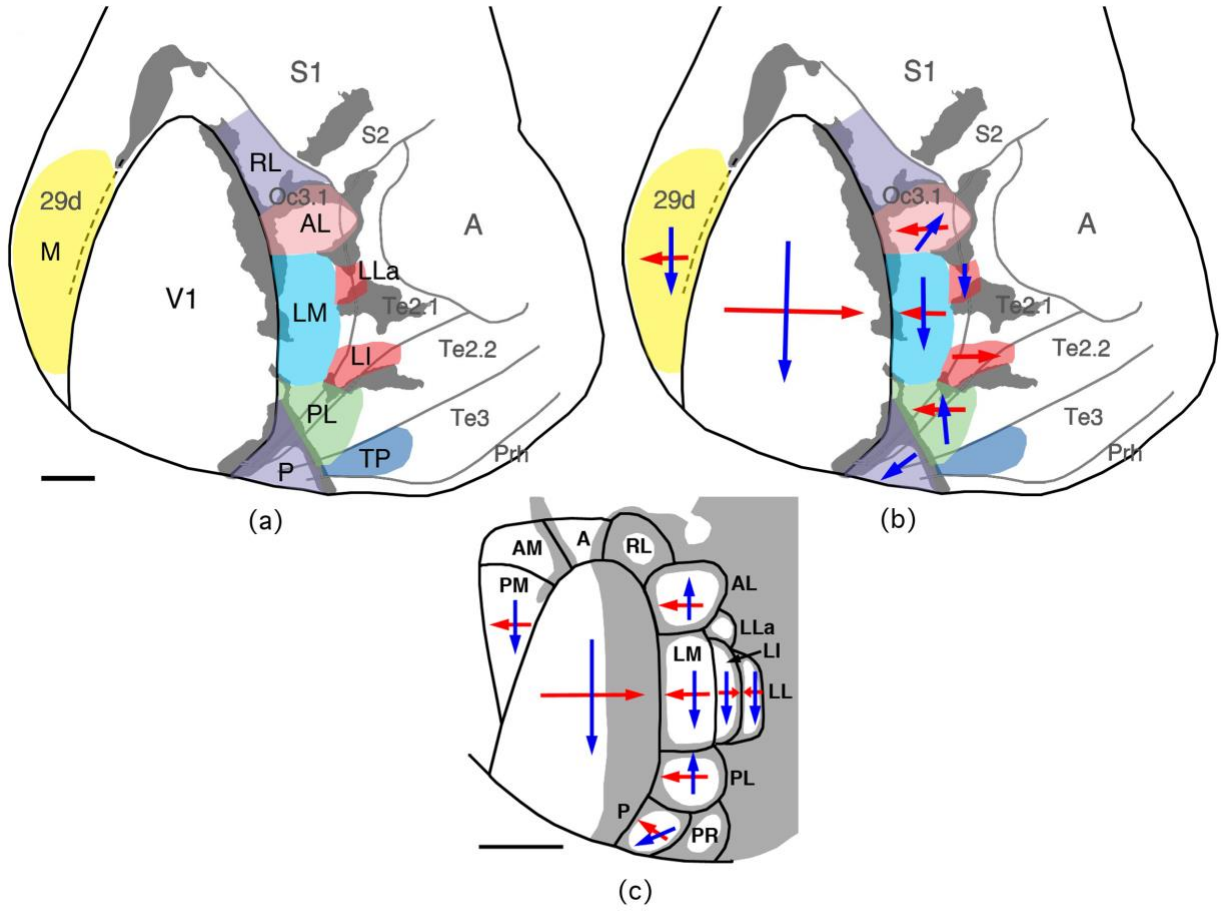 S1
S2
RL
Oc3.1
29d
AL
A
M
LLa
V1
Te2.1
LM
LI
Te2.2
PL
Te3
TP
Prh
P
(a)
S1
S2
Oc3.1
29d
A
Te2.1
Te2.2
Te3
Prh
(b)
AM
A
RL
PM
AL
LLa
LM
LI
LL
PL
P
PR
(c)